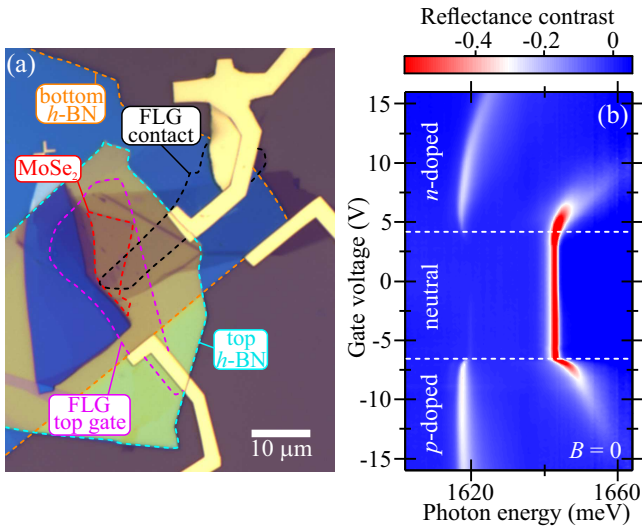 (a)
bottom
h-BN
FLG
contact
MoSe₂
top
h-BN
FLG
top gate
10 µm
Reflectance contrast
-0.4
-0.2
0
(b)
Gate voltage (V)
15
10
5
0
-5
-10
-15
n-doped
neutral
p-doped
B = 0
1620
1640
1660
Photon energy (meV)